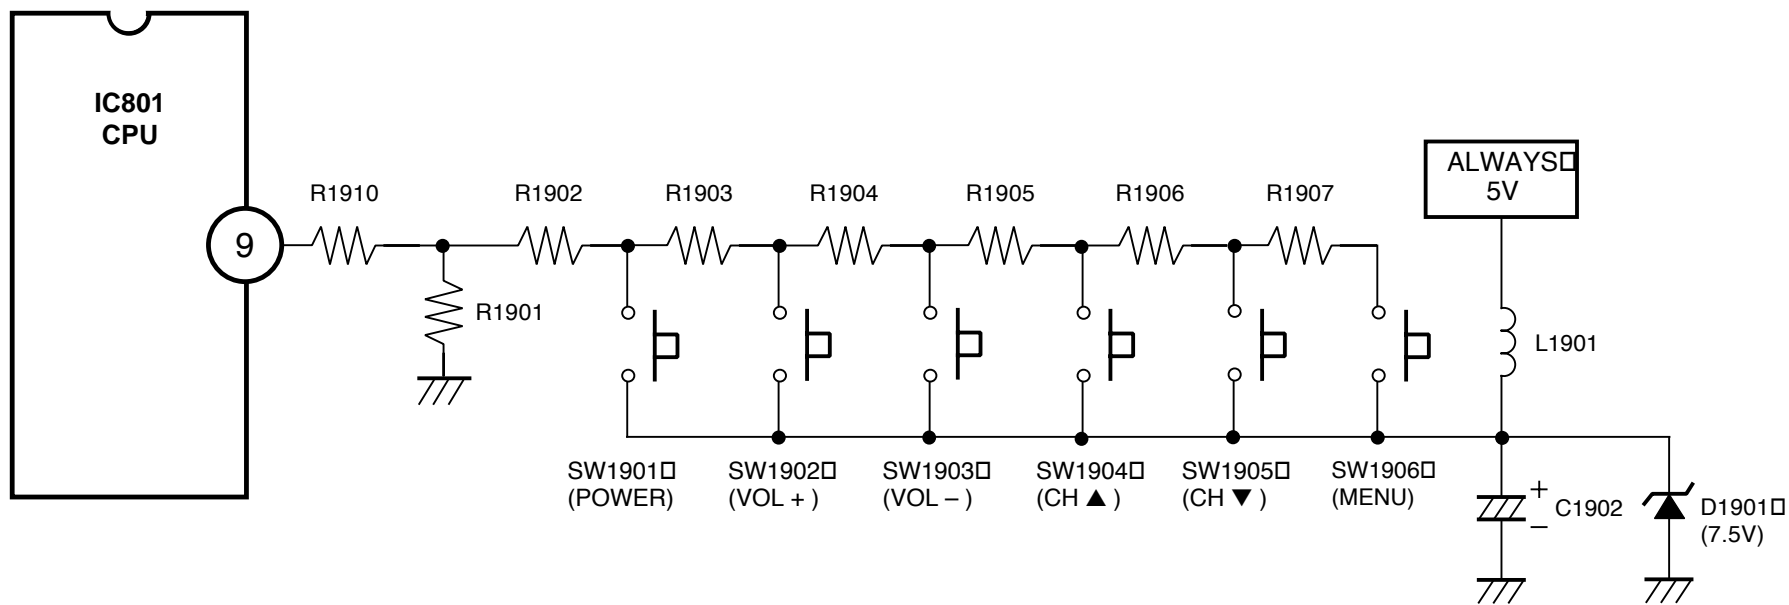 IC801
CPU
9
R1910
R1902
R1903
R1904
R1905
R1906
R1907
ALWAYS□
5V
R1901
L1901
SW1901□
(POWER)
SW1902□
(VOL + )
SW1903□
(VOL – )
SW1904□
(CH ▲ )
SW1905□
(CH ▼ )
SW1906□
(MENU)
+
–
C1902
D1901□
(7.5V)